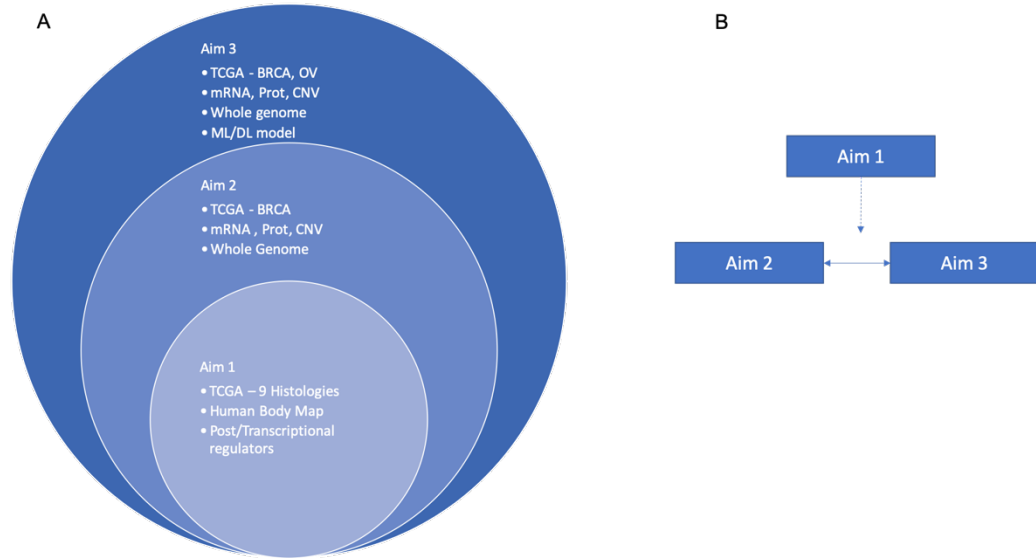 A
Aim 3
• TCGA - BRCA, OV
• mRNA, Prot, CNV
• Whole genome
• ML/DL model
Aim 2
• TCGA - BRCA
• mRNA , Prot, CNV
• Whole Genome
Aim 1
• TCGA – 9 Histologies
• Human Body Map
• Post/Transcriptional
regulators
B
Aim 1
Aim 2
Aim 3